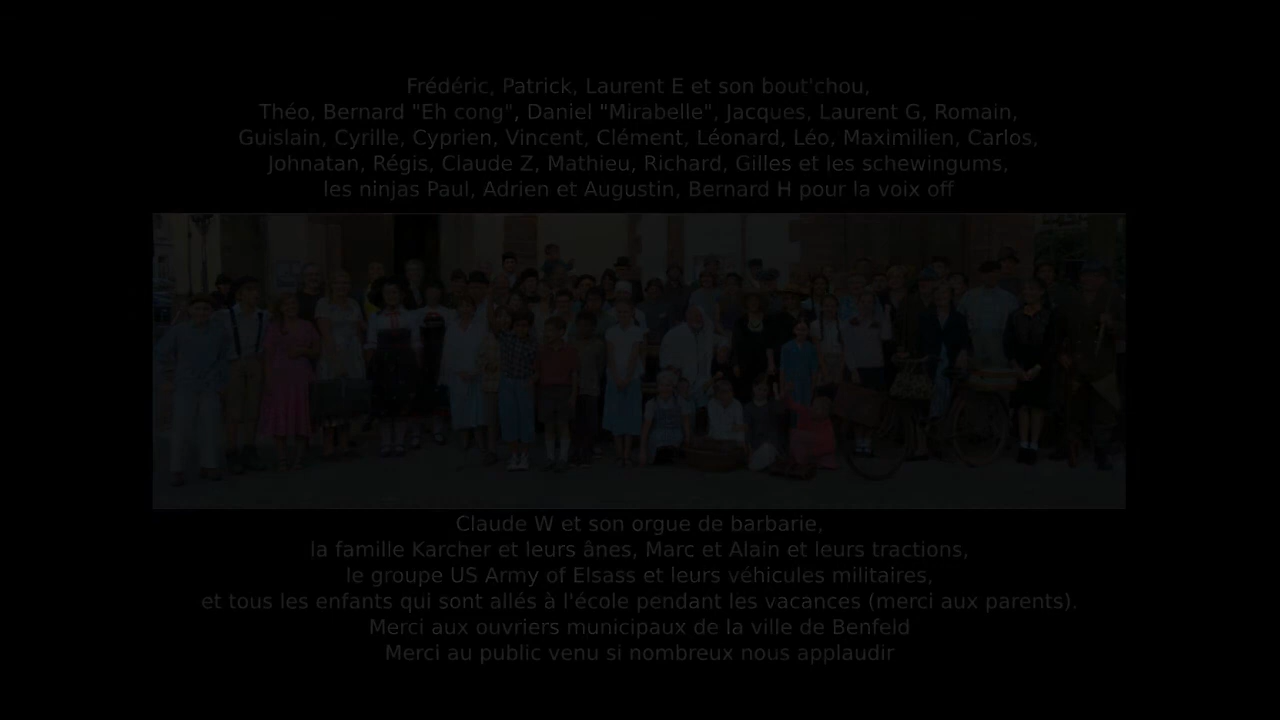 Frédéric, Patrick, Laurent E et son bout'chou,
Théo, Bernard "Eh cong", Daniel "Mirabelle", Jacques, Laurent G, Romain,
Guislain, Cyrille, Cyprien, Vincent, Clément, Léonard, Léo, Maximilien, Carlos,
Johnatan, Régis, Claude Z, Mathieu, Richard, Gilles et les schewingums,
les ninjas Paul, Adrien et Augustin, Bernard H pour la voix off
Claude W et son orgue de barbarie,
la famille Karcher et leurs ânes, Marc et Alain et leurs tractions,
le groupe US Army of Elsass et leurs véhicules militaires,
et tous les enfants qui sont allés à l'école pendant les vacances (merci aux parents).
Merci aux ouvriers municipaux de la ville de Benfeld
Merci au public venu si nombreux nous applaudir